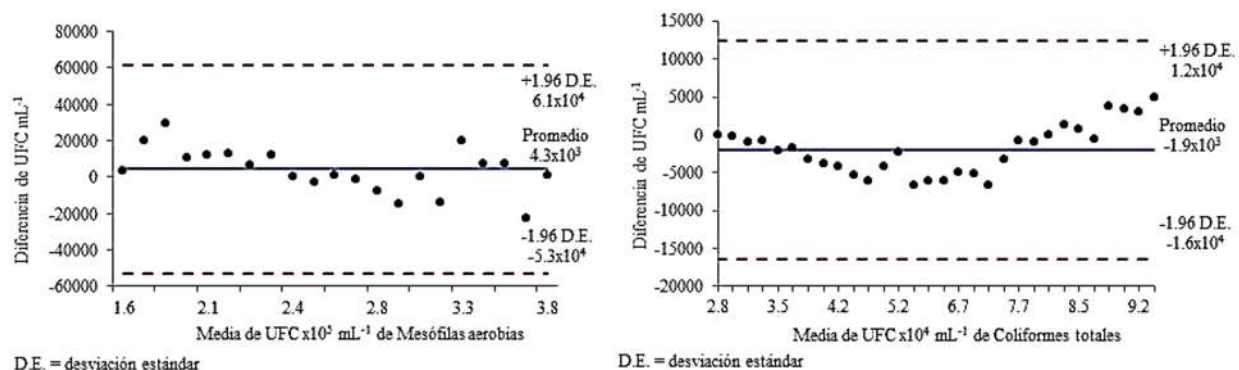 Diferencia de UFC mL⁻¹
80000
60000
40000
20000
0
-20000
-40000
-60000
+1.96 D.E.
6.1x10⁴
Promedio
4.3x10³
-1.96 D.E.
-5.3x10⁴
1.6 2.1 2.4 2.8 3.3 3.8
Media de UFC x10⁵ mL⁻¹ de Mesófilas aerobias
D.E. = desviación estándar
Diferencia de UFC mL⁻¹
15000
10000
5000
0
-5000
-10000
-15000
-20000
+1.96 D.E.
1.2x10⁴
Promedio
-1.9x10³
-1.96 D.E.
-1.6x10⁴
2.8 3.5 4.2 5.2 6.7 7.7 8.5 9.2
Media de UFC x10⁴ mL⁻¹ de Coliformes totales
D.E. = desviación estándar